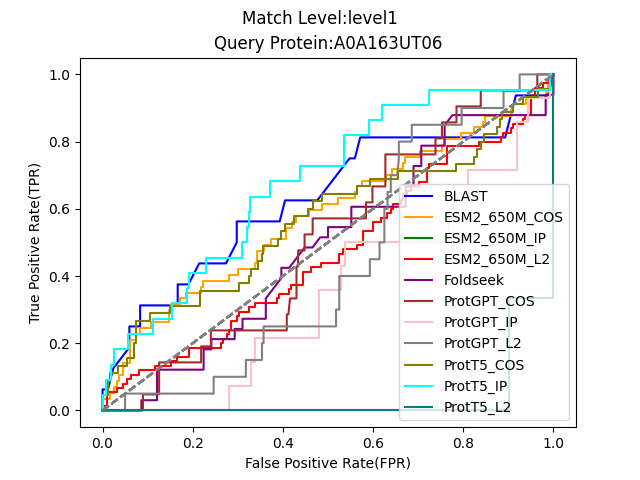 Match Level:level1
Query Protein:A0A163UT06
True Positive Rate(TPR)
1.0
0.8
0.6
0.4
0.2
0.0
0.0
0.2
0.4
0.6
0.8
1.0
False Positive Rate(FPR)
BLAST
ESM2_650M_COS
ESM2_650M_IP
ESM2_650M_L2
Foldseek
ProtGPT_COS
ProtGPT_IP
ProtGPT_L2
ProtT5_COS
ProtT5_IP
ProtT5_L2